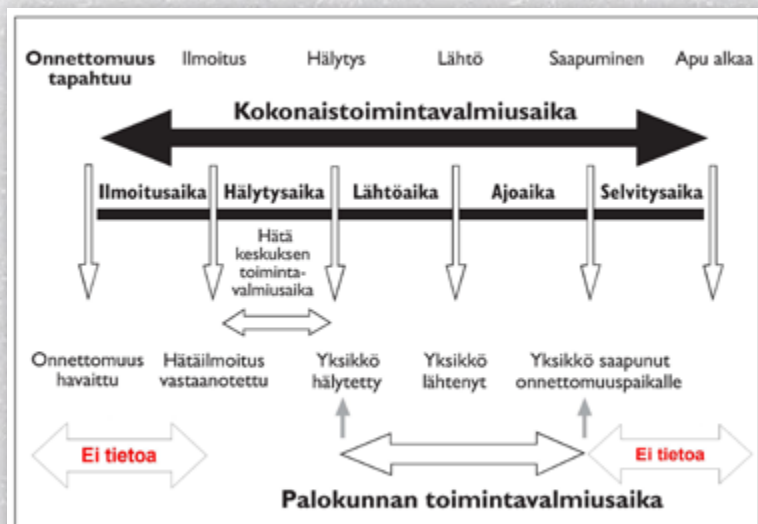 Onnettomuus
tapahtuu
Ilmoitus
Hälytys
Lähtö
Saapuminen
Apu alkaa
Kokonaistoimintavalmiusaika
Ilmoitusaika
Hälytysaika
Lähtöaika
Ajoaika
Selvitysaika
Hätä
keskuksen
toiminta-
valmiusaika
Onnettomuus
havaittu
Hätäilmoitus
vastaanotettu
Yksikkö
hälytetty
Yksikkö
lähtenyt
Yksikkö saapunut
onnettomuuspaikalle
Ei tietoa
Ei tietoa
Palokunnan toimintavalmiusaika